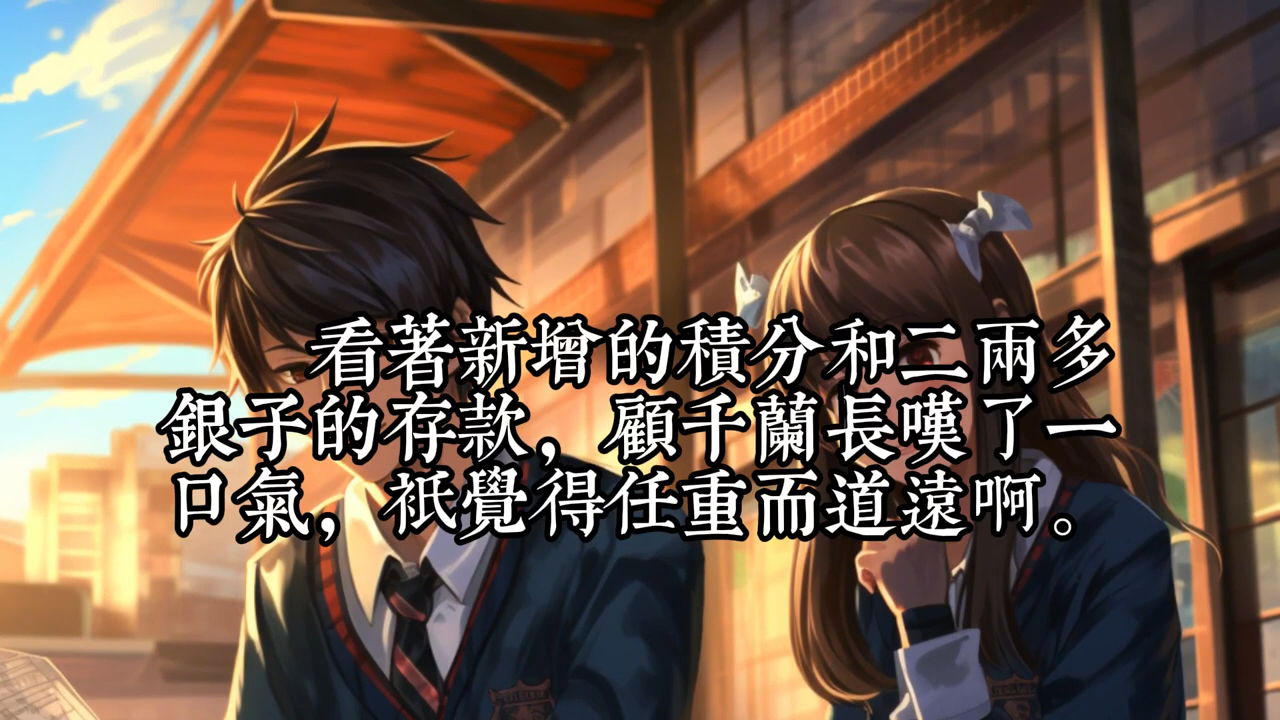 看著新增的積分和二兩多
銀子的存款，顧千蘭長嘆了一
口氣，衹覺得任重而道遠啊。